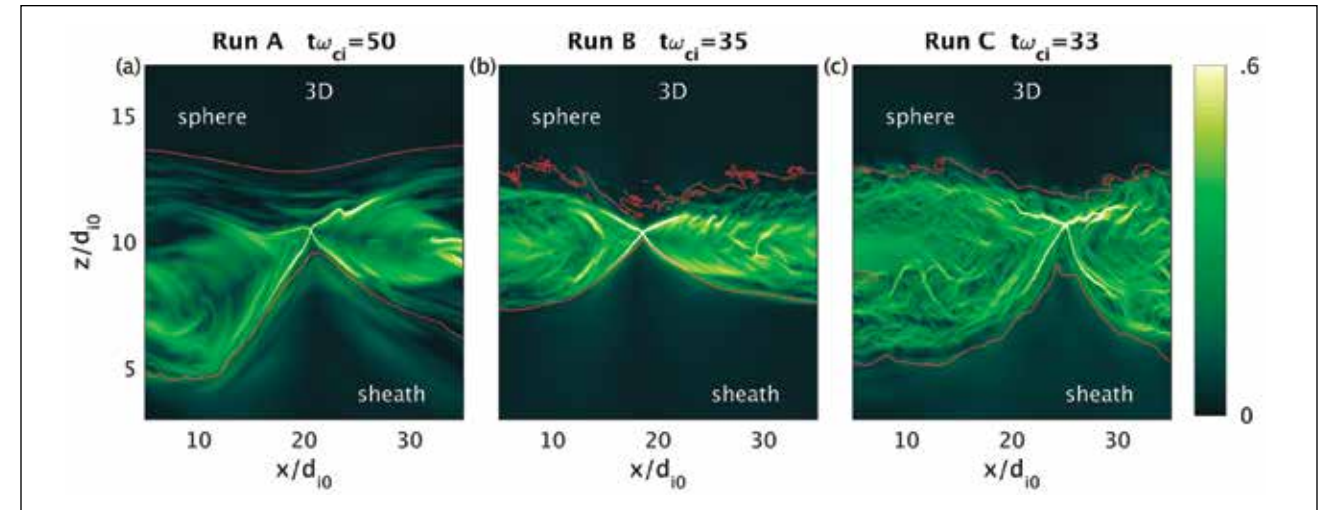 Run A tω_ci=50
Run B tω_ci=35
Run C tω_ci=33
(a)
(b)
(c)
3D
3D
3D
sphere
sphere
sphere
sheath
sheath
sheath
z/d_i0
15
10
5
10 20 30
10 20 30
10 20 30
x/d_i0
x/d_i0
x/d_i0
.6
0